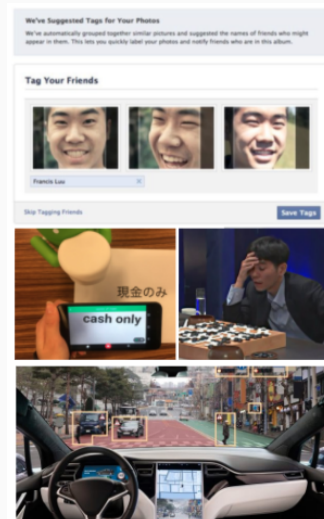 We've Suggested Tags for Your Photos
We've automatically grouped together similar pictures and suggested the names of friends who might
appear in them. This lets you quickly label your photos and notify friends who are in this album.
Tag Your Friends
Francis Luu
Skip Tagging Friends
Save Tags
現金のみ
cash only